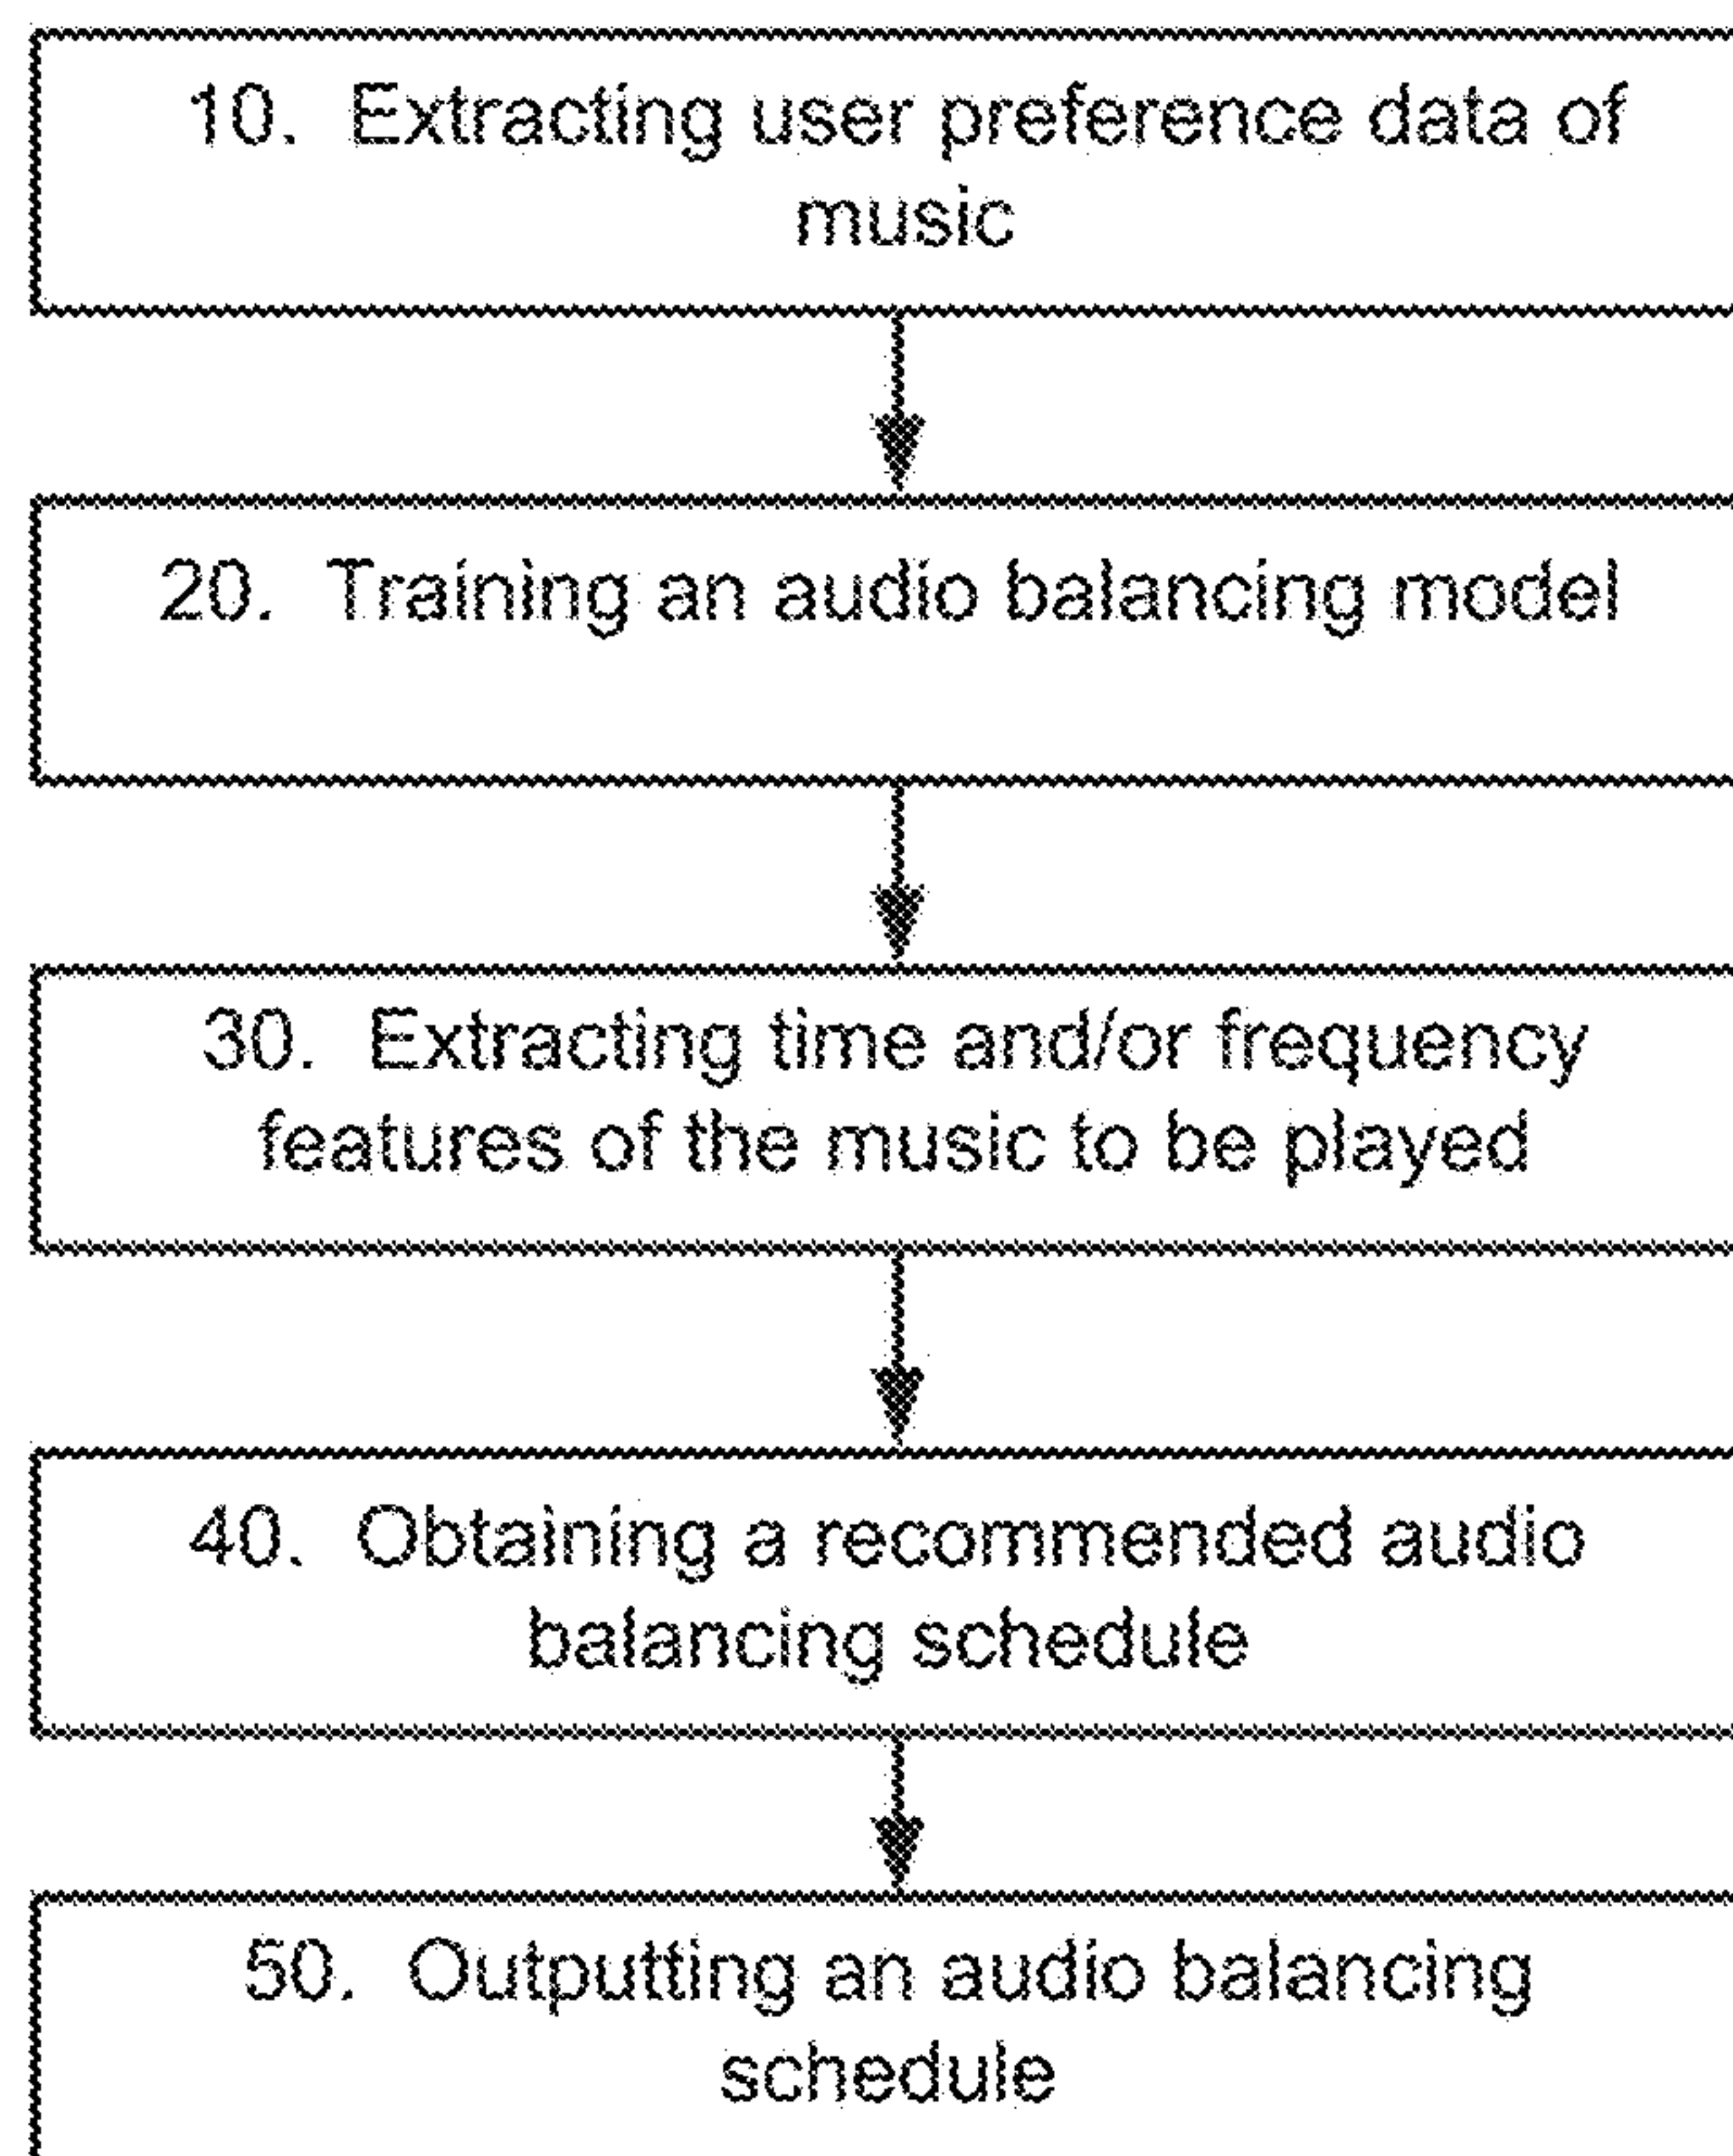 10. Extracting user preference data of
music
20. Training an audio balancing model
30. Extracting time and/or frequency
features of the music to be played
40. Obtaining a recommended audio
balancing schedule
50. Outputting an audio balancing
schedule